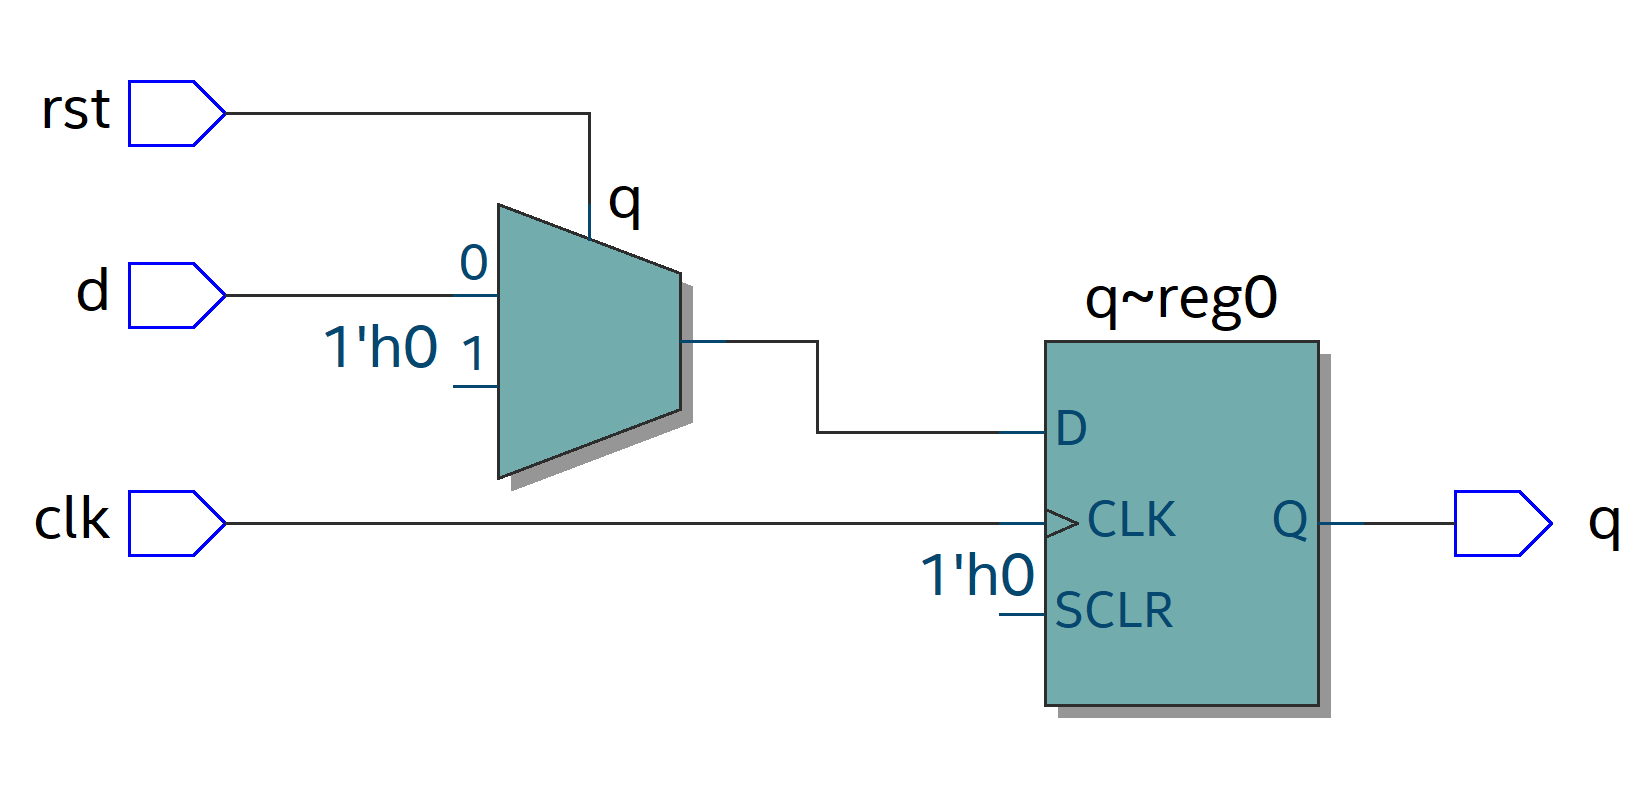 rst
q
0
d
1'h0 1
q~reg0
D
clk
CLK
Q
q
1'h0
SCLR